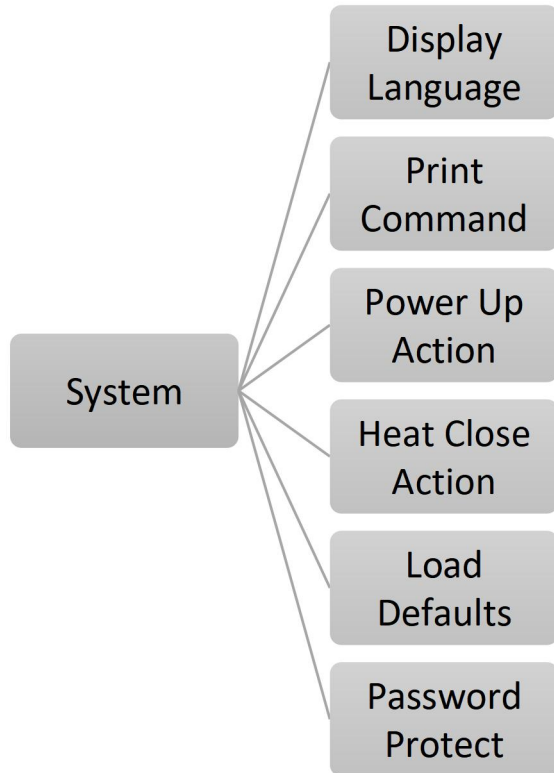 Display
Language
Print
Command
Power Up
Action
System
Heat Close
Action
Load
Defaults
Password
Protect